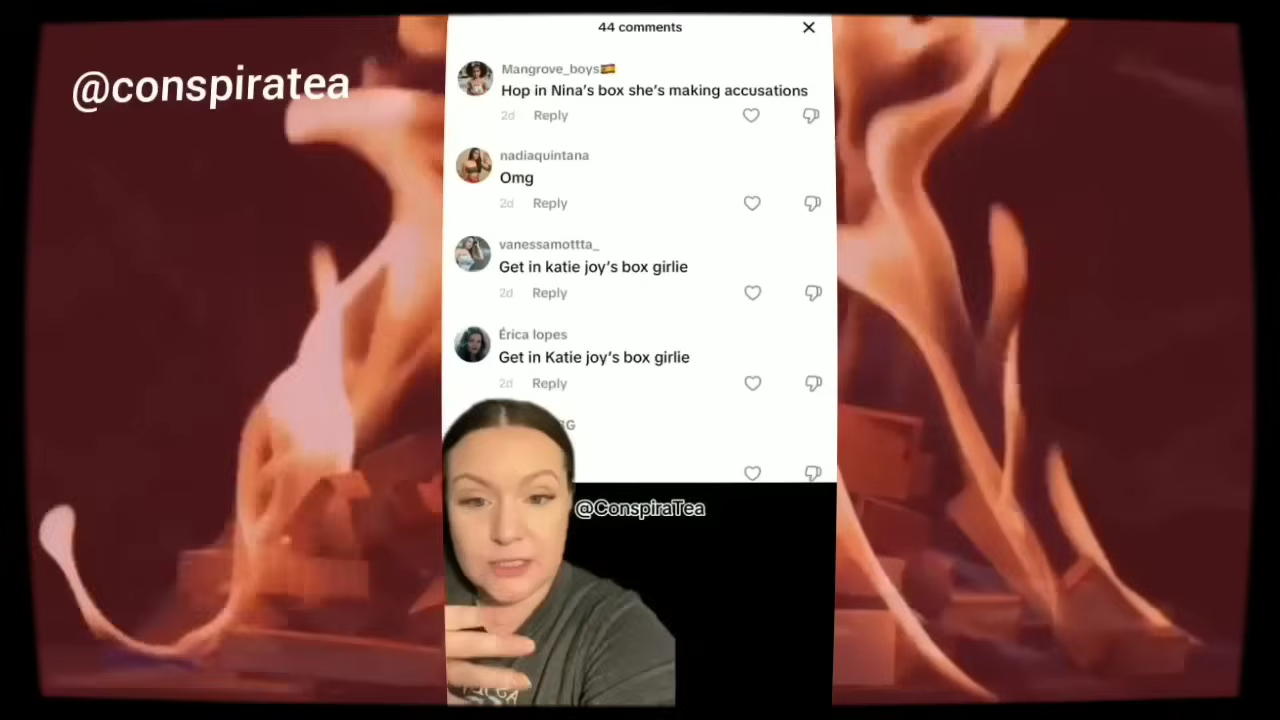 @conspiratea
44 comments
Mangrove_boys🇪🇸
Hop in Nina's box she's making accusations
2d Reply
nadiaquintana
Omg
2d Reply
vanessamottta_
Get in katie joy's box girlie
2d Reply
Érica lopes
Get in Katie joy's box girlie
2d Reply
@ConspiraTea